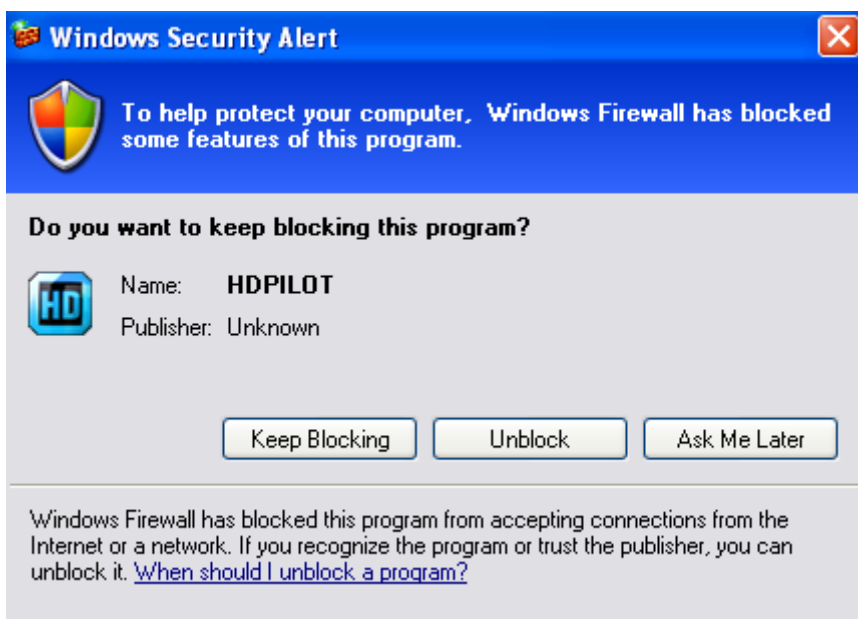 Windows Security Alert
To help protect your computer, Windows Firewall has blocked
some features of this program.
Do you want to keep blocking this program?
HD
Name: HDPILOT
Publisher: Unknown
Keep Blocking Unblock Ask Me Later
Windows Firewall has blocked this program from accepting connections from the
Internet or a network. If you recognize the program or trust the publisher, you can
unblock it. When should I unblock a program?